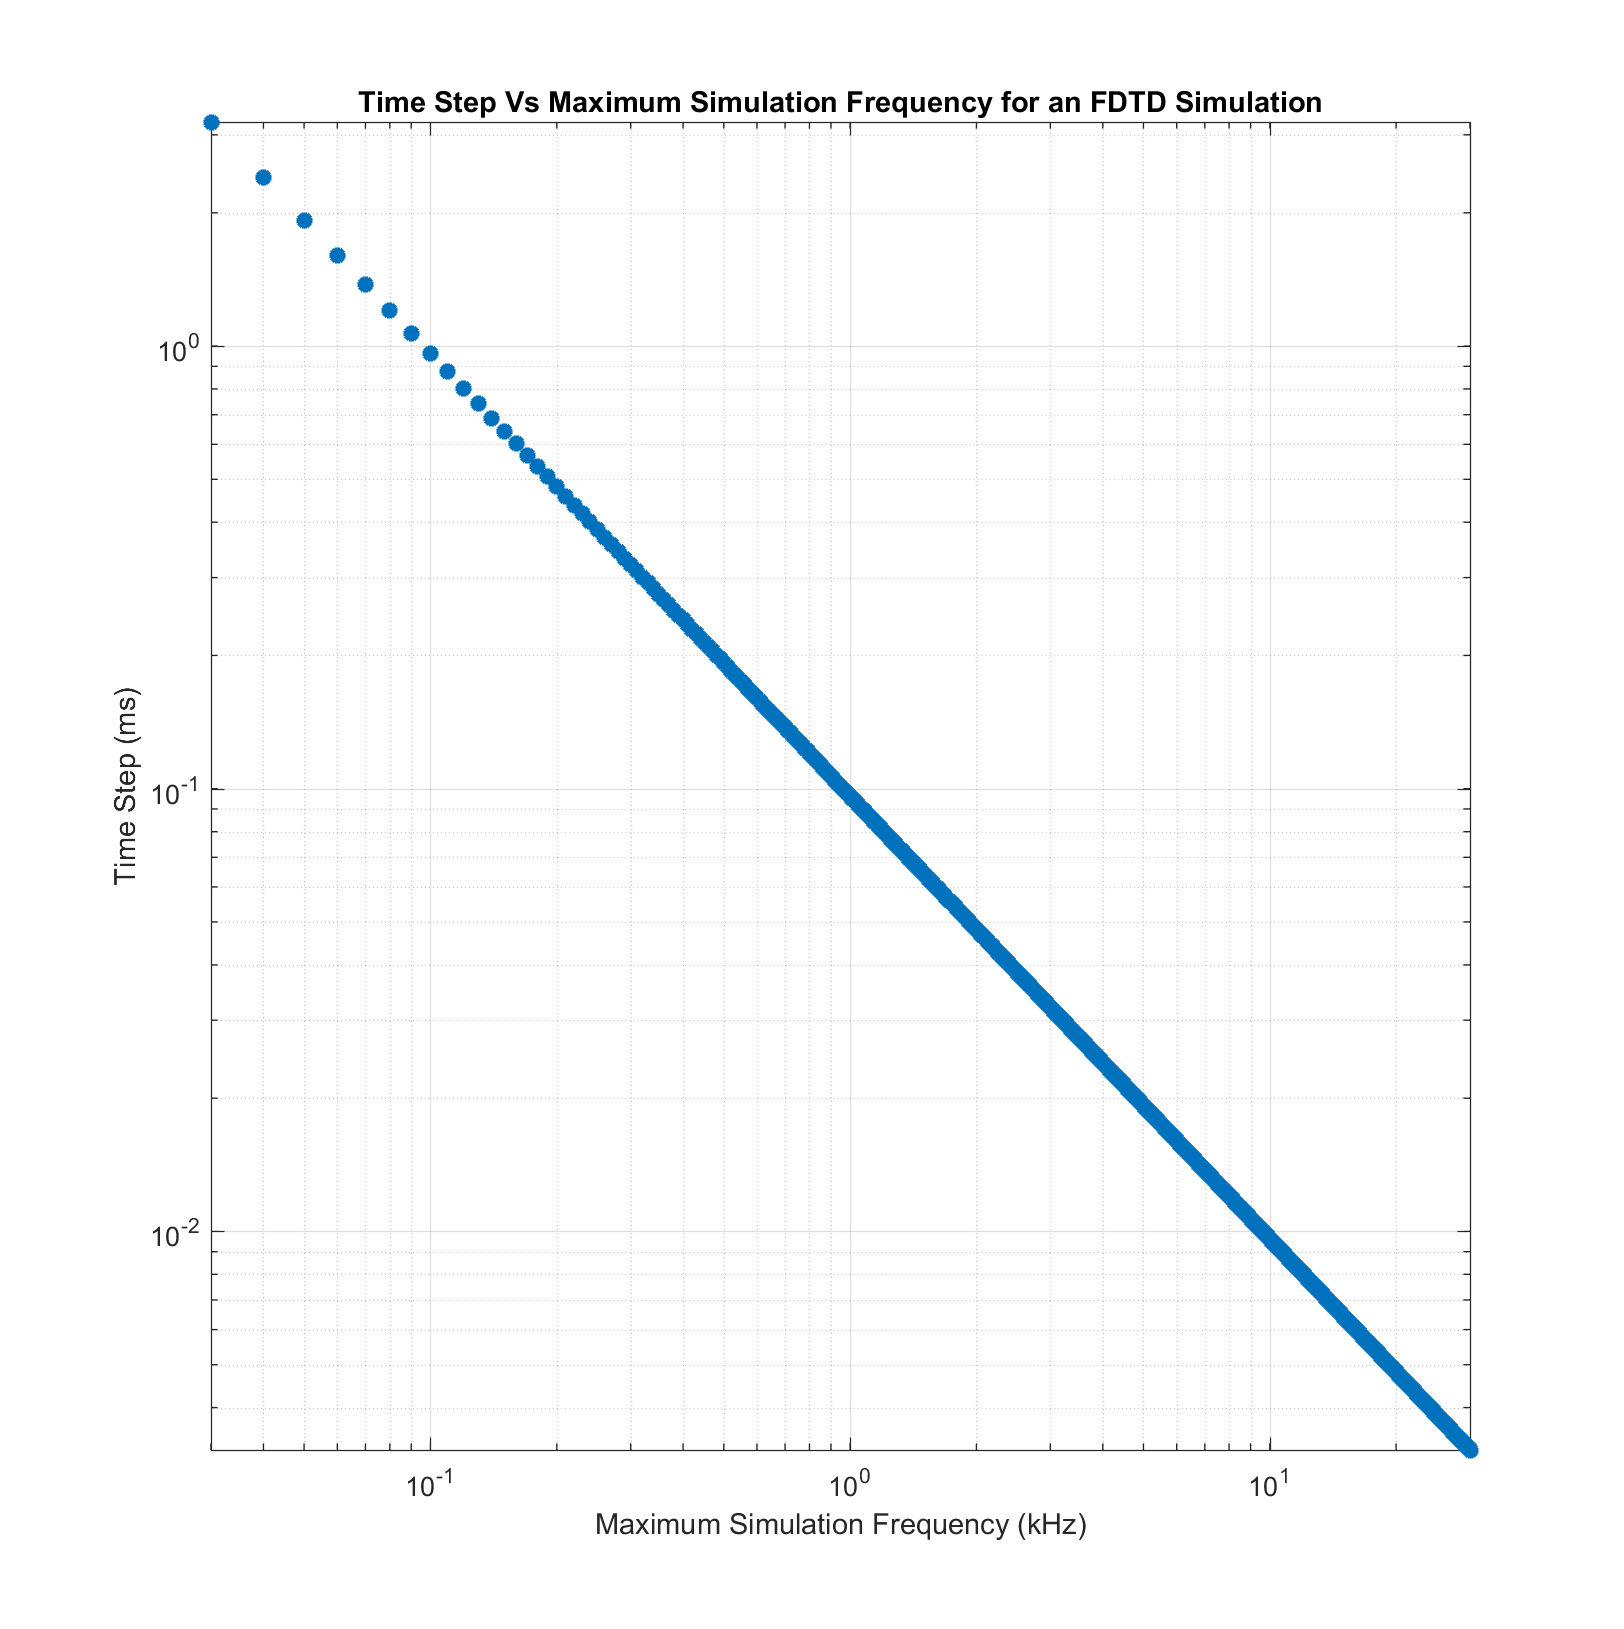 Time Step Vs Maximum Simulation Frequency for an FDTD Simulation
10^0
10^-1
10^-2
Time Step (ms)
10^-1 10^0 10^1
Maximum Simulation Frequency (kHz)